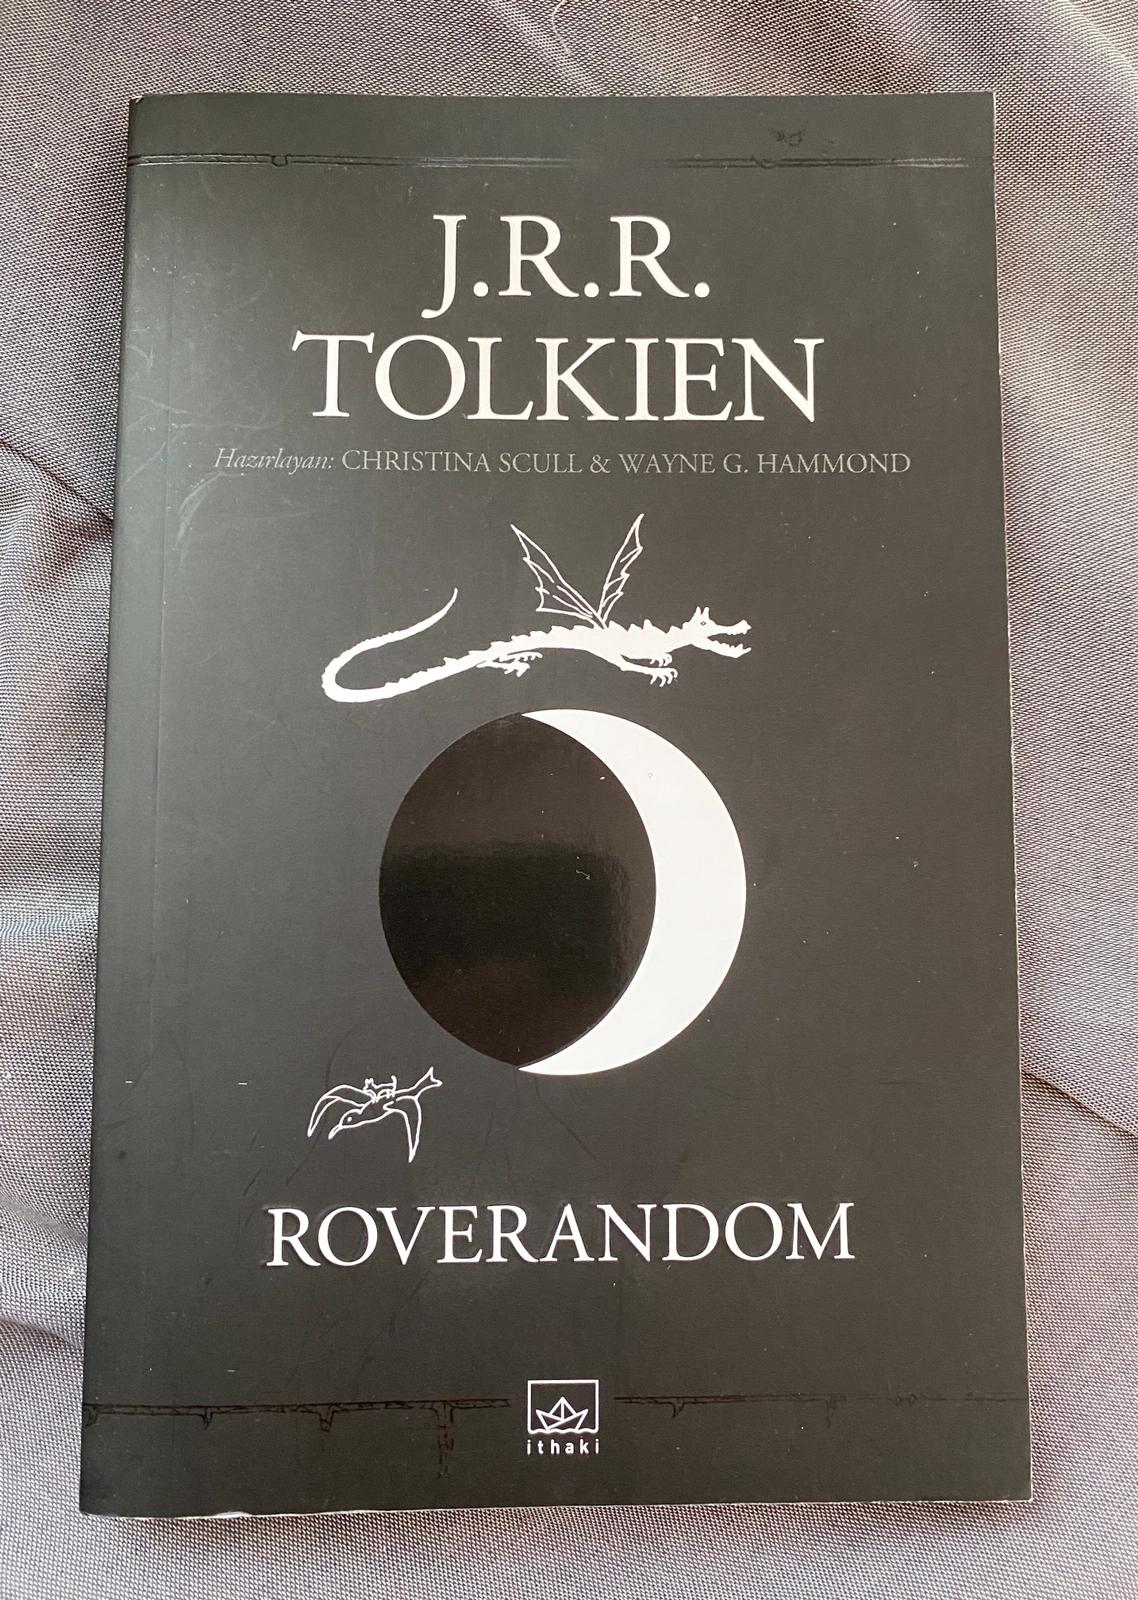 J.R.R.
TOLKIEN
Hazırlayan: CHRISTINA SCULL & WAYNE G. HAMMOND
ROVERANDOM
ithaki